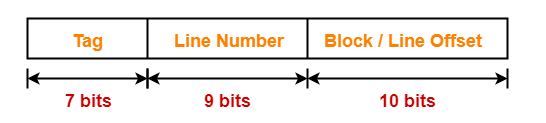 Tag Line Number Block / Line Offset
7 bits 9 bits 10 bits